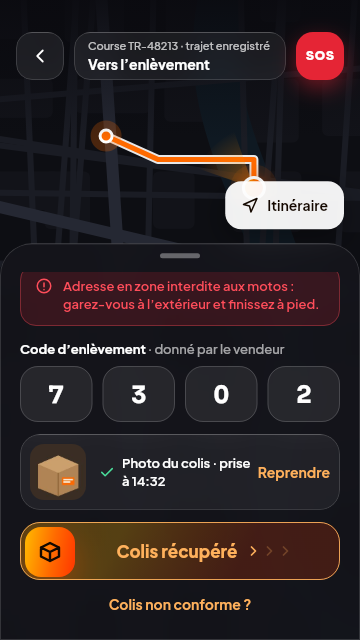 Course TR-48213 · trajet enregistré
Vers l’enlèvement
SOS
Itinéraire
Adresse en zone interdite aux motos :
garez-vous à l’extérieur et finissez à pied.
Code d’enlèvement · donné par le vendeur
7 3 0 2
Photo du colis · prise
à 14:32
Reprendre
Colis récupéré
Colis non conforme ?